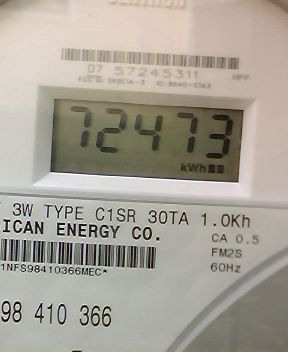 07 57245311
72473
kWh
3W TYPE C1SR 30TA 1.0Kh
ICAN ENERGY CO.
CA 0.5
FM2S
60Hz
1NFS98410366MEC*
98 410 366